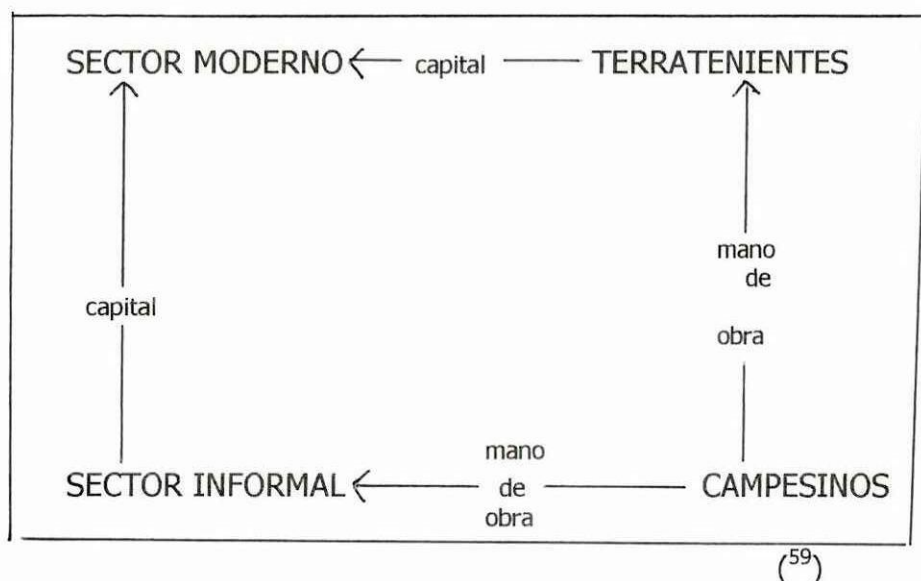 SECTOR MODERNO capital TERRATENIENTES
mano
de
capital
obra
mano
SECTOR INFORMAL de CAMPESINOS
obra
(59)